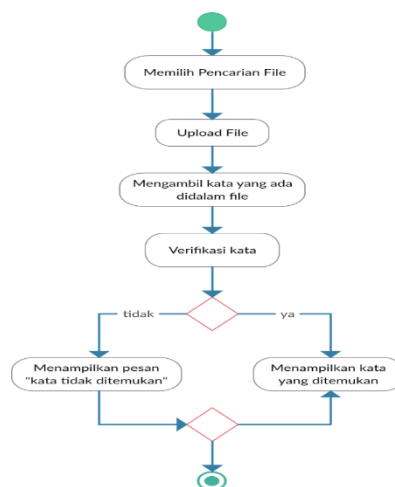 Memilih Pencarian File
Upload File
Mengambil kata yang ada
didalam file
Verifikasi kata
tidak
ya
Menampilkan pesan
"kata tidak ditemukan"
Menampilkan kata
yang ditemukan